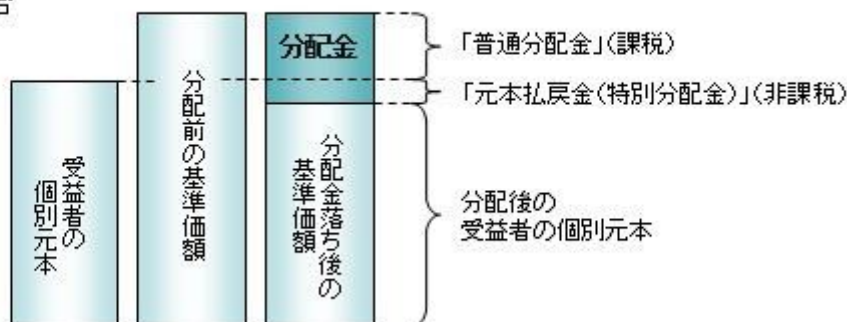 受益者の
個別元本
分配前の基準価額
分配金
分配金落ち後の
基準価額
「普通分配金」(課税)
「元本払戻金(特別分配金)」(非課税)
分配後の
受益者の個別元本